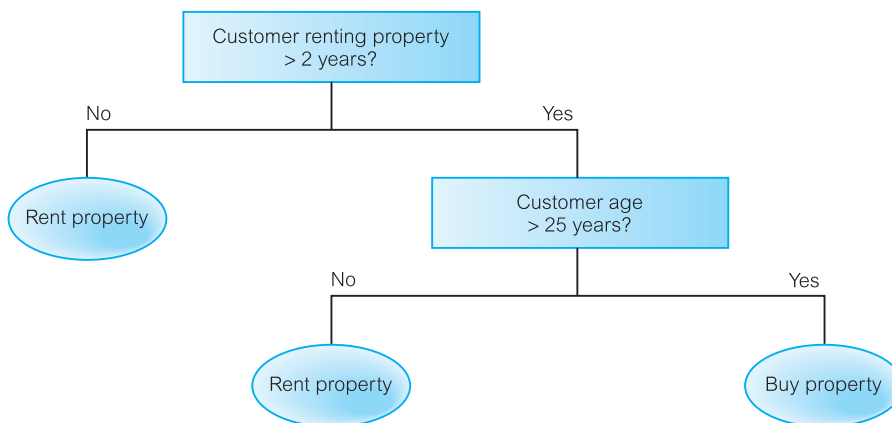 Customer renting property
> 2 years?
No
Yes
Rent property
Customer age
> 25 years?
No
Yes
Rent property
Buy property